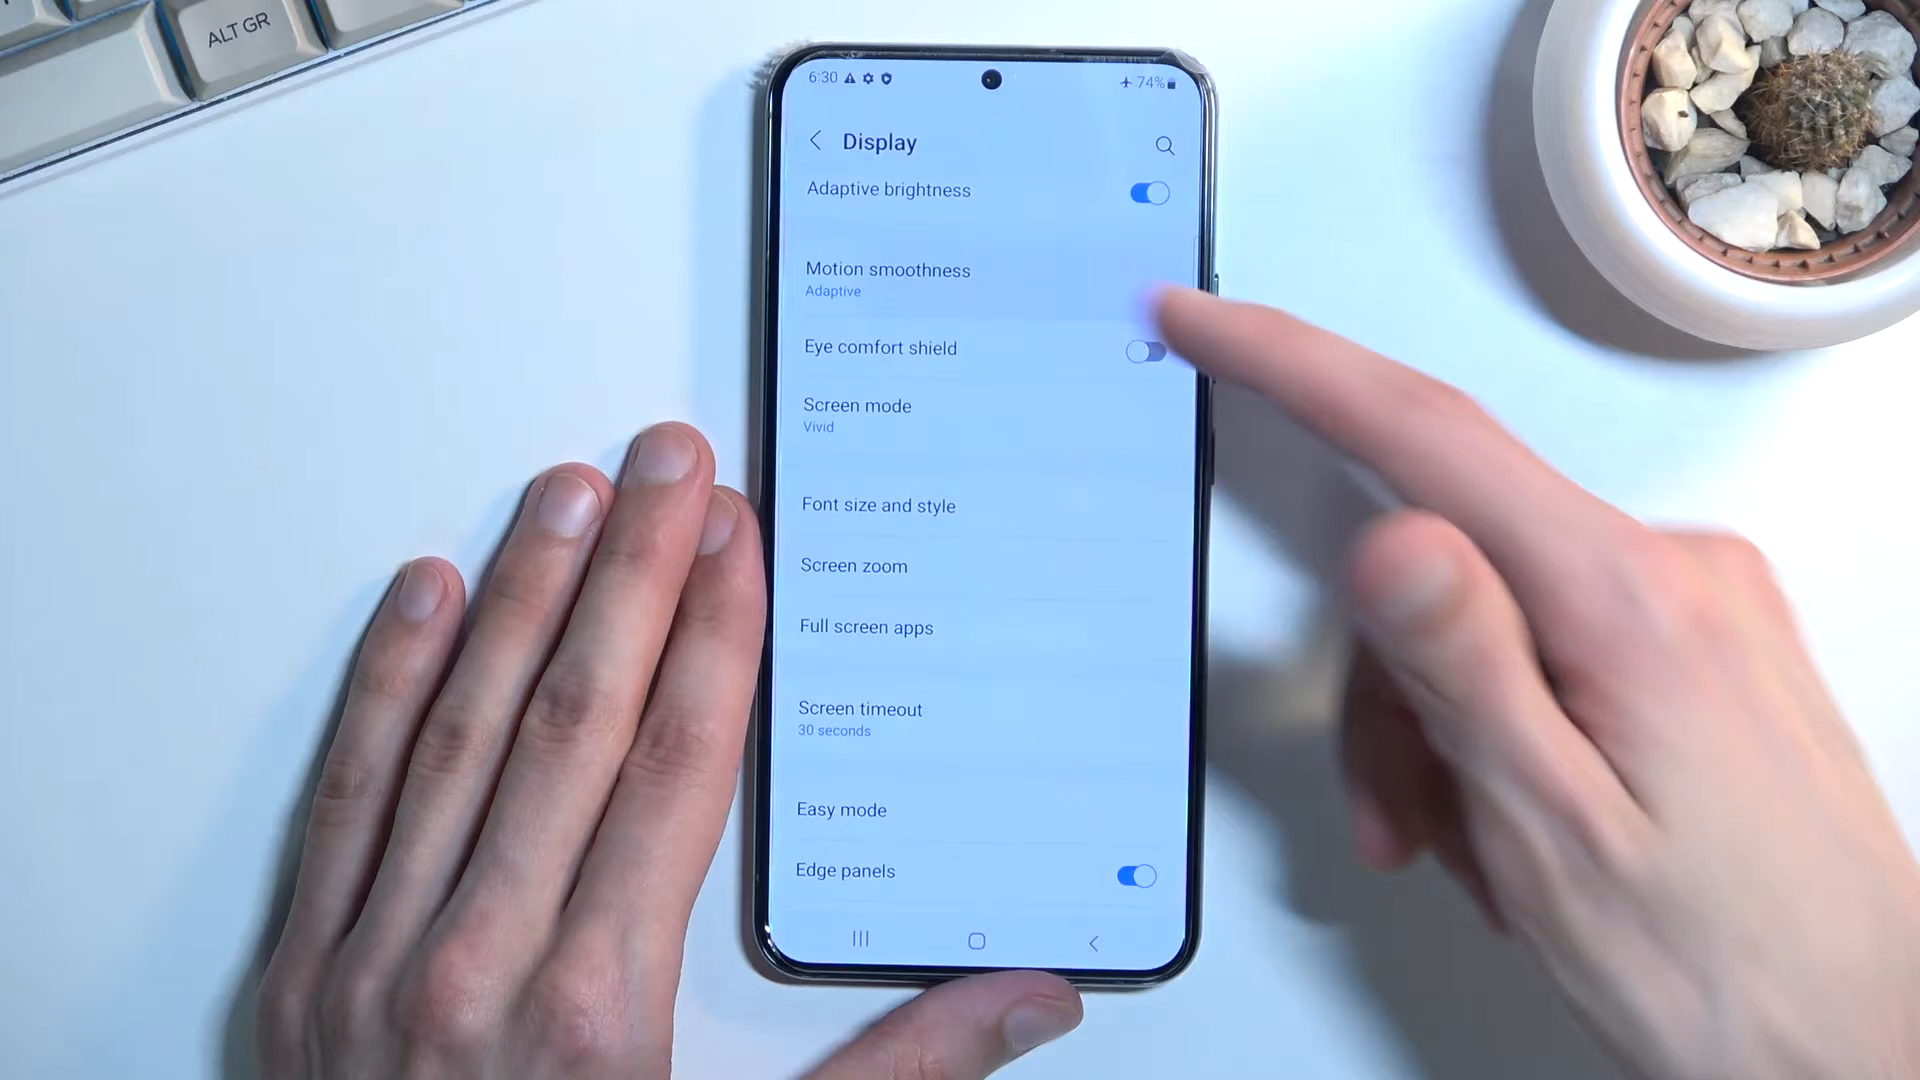 ALT GR
6:30
74%
Display
Adaptive brightness
Motion smoothness
Adaptive
Eye comfort shield
Screen mode
Vivid
Font size and style
Screen zoom
Full screen apps
Screen timeout
30 seconds
Easy mode
Edge panels